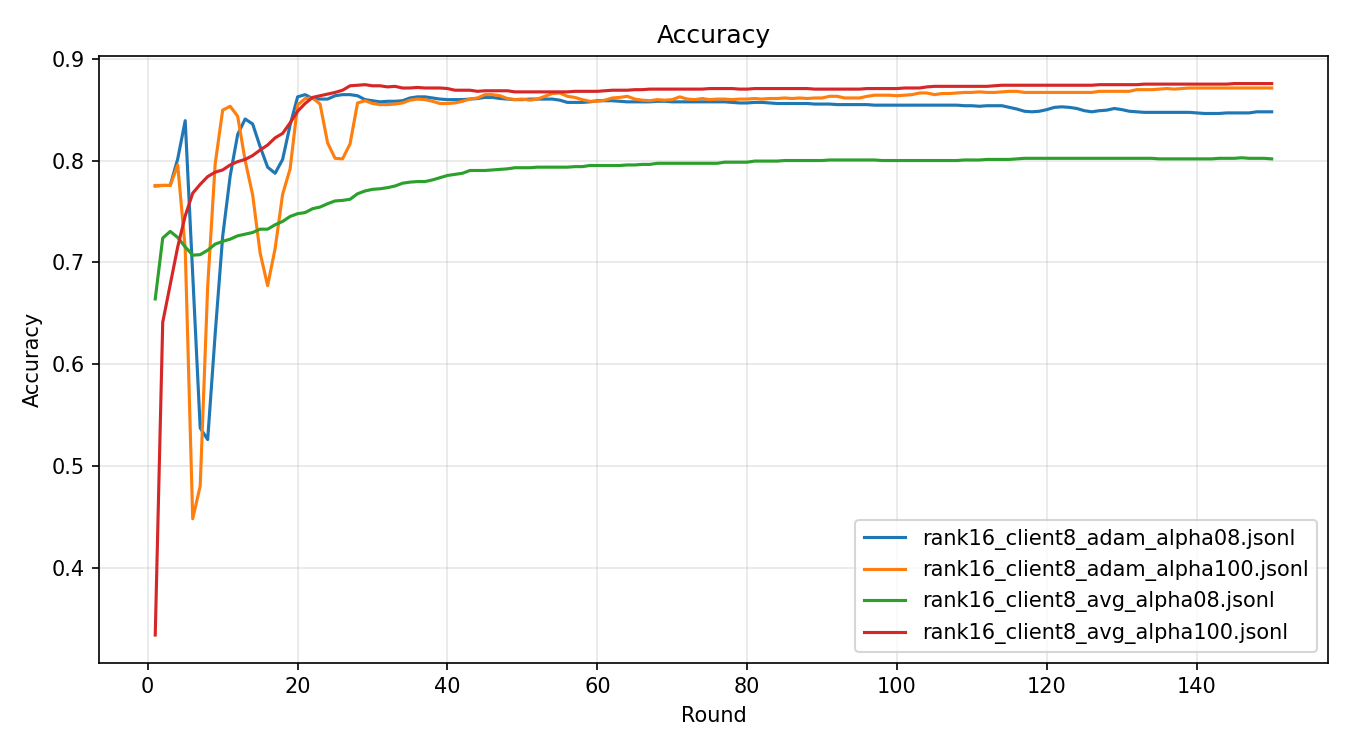 Accuracy
0.9
0.8
0.7
0.6
0.5
0.4
Accuracy
0
20
40
60
80
100
120
140
Round
rank16_client8_adam_alpha08.jsonl
rank16_client8_adam_alpha100.jsonl
rank16_client8_avg_alpha08.jsonl
rank16_client8_avg_alpha100.jsonl